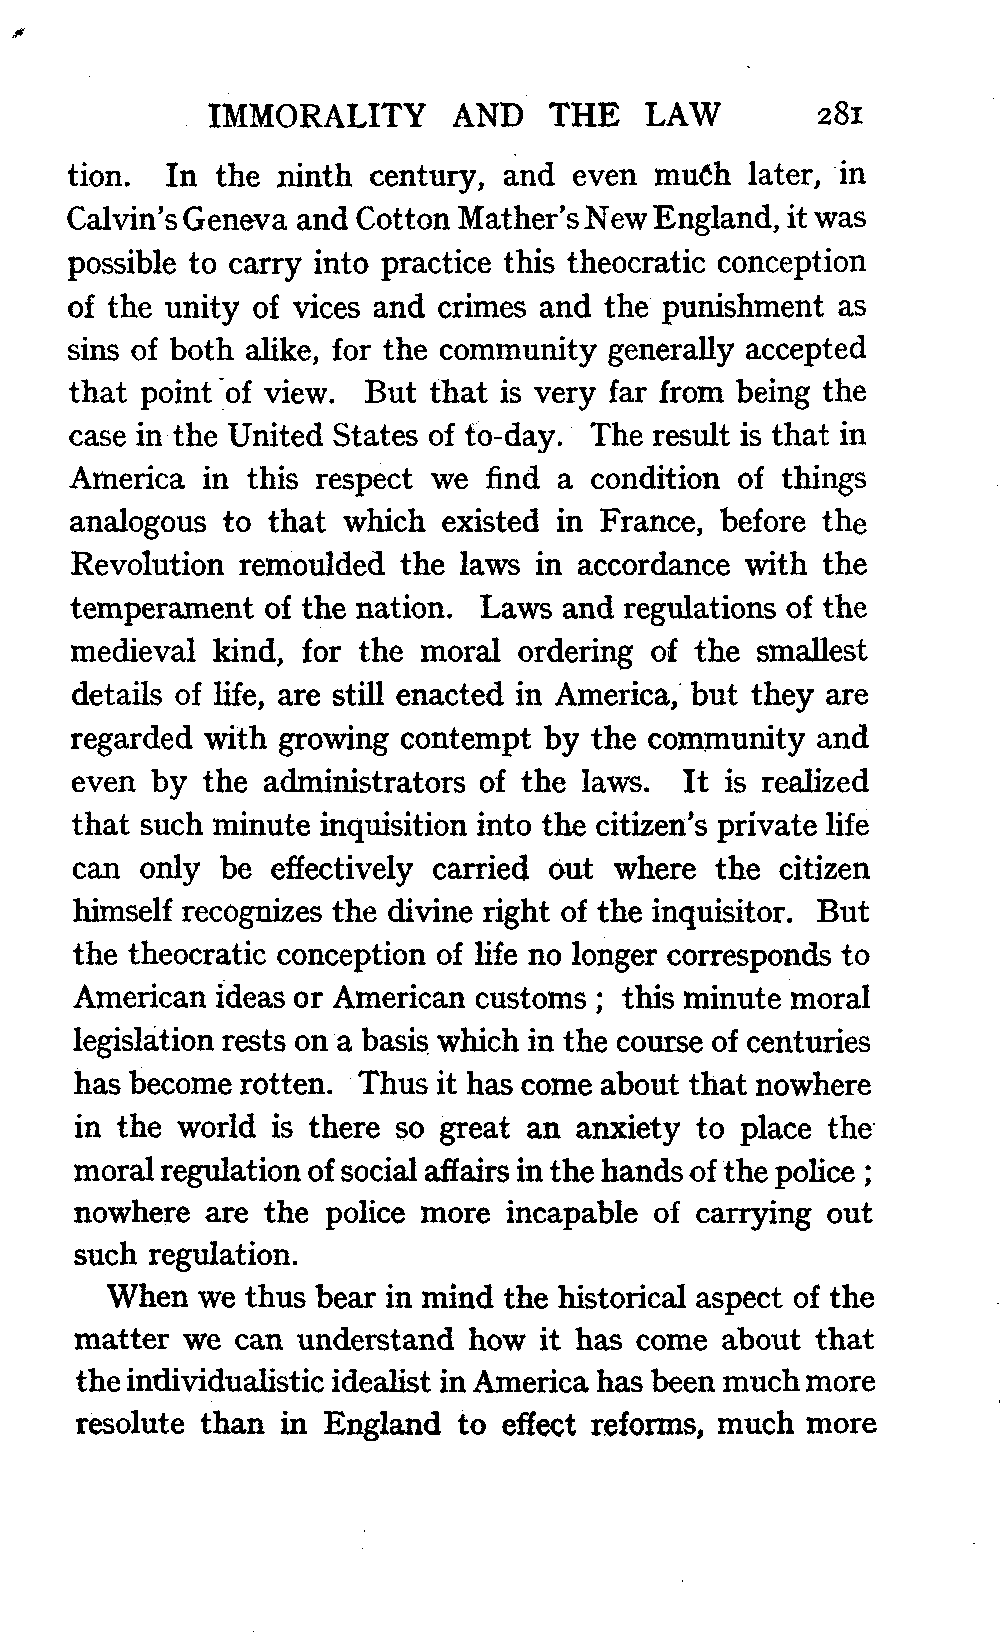 IMMORALITY AND THE LAW 281
tion. In the ninth century, and even much later, in
Calvin's Geneva and Cotton Mather's New England, it was
possible to carry into practice this theocratic conception
of the unity of vices and crimes and the punishment as
sins of both alike, for the community generally accepted
that point of view. But that is very far from being the
case in the United States of to-day. The result is that in
America in this respect we find a condition of things
analogous to that which existed in France, before the
Revolution remoulded the laws in accordance with the
temperament of the nation. Laws and regulations of the
medieval kind, for the moral ordering of the smallest
details of life, are still enacted in America, but they are
regarded with growing contempt by the community and
even by the administrators of the laws. It is realized
that such minute inquisition into the citizen's private life
can only be effectively carried out where the citizen
himself recognizes the divine right of the inquisitor. But
the theocratic conception of life no longer corresponds to
American ideas or American customs ; this minute moral
legislation rests on a basis which in the course of centuries
has become rotten. Thus it has come about that nowhere
in the world is there so great an anxiety to place the
moral regulation of social affairs in the hands of the police ;
nowhere are the police more incapable of carrying out
such regulation.
When we thus bear in mind the historical aspect of the
matter we can understand how it has come about that
the individualistic idealist in America has been much more
resolute than in England to effect reforms, much more